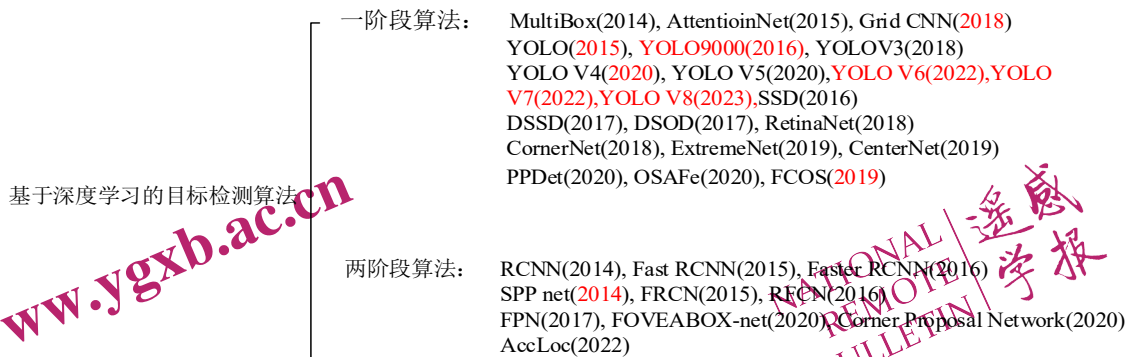 一阶段算法： MultiBox(2014), AttentioinNet(2015), Grid CNN(2018)
YOLO(2015), YOLO9000(2016), YOLOV3(2018)
YOLO V4(2020), YOLO V5(2020),YOLO V6(2022),YOLO
V7(2022),YOLO V8(2023),SSD(2016)
DSSD(2017), DSOD(2017), RetinaNet(2018)
CornerNet(2018), ExtremeNet(2019), CenterNet(2019)
PPDet(2020), OSAFe(2020), FCOS(2019)
基于深度学习的目标检测算法
两阶段算法： RCNN(2014), Fast RCNN(2015), Faster RCNN(2016)
SPP net(2014), FRCN(2015), RFCN(2016)
FPN(2017), FOVEABOX-net(2020), Corner Proposal Network(2020)
AccLoc(2022)
www.ygxb.ac.cn
NATIONAL
REMOTE
BULLETIN
遥感
学报